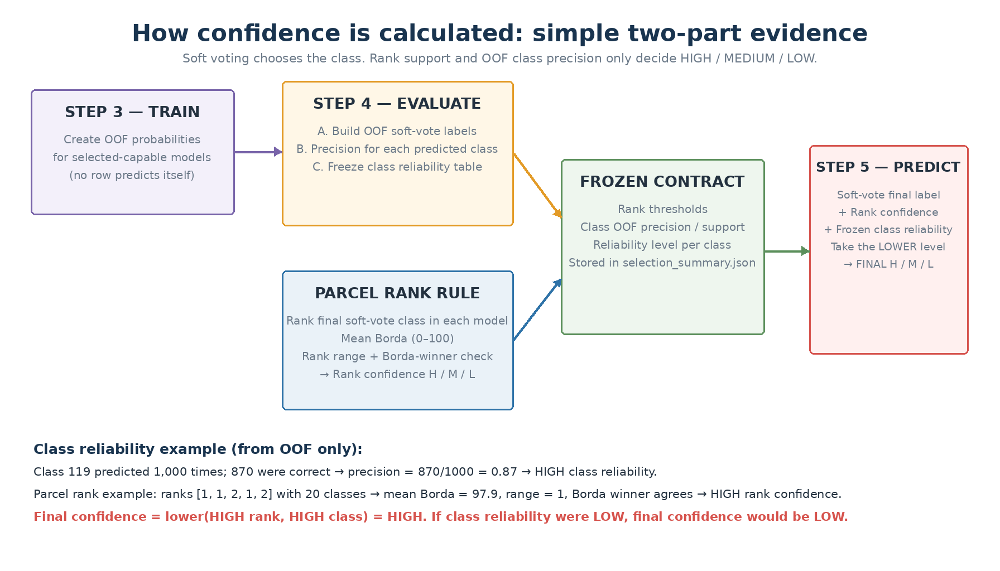 How confidence is calculated: simple two-part evidence
Soft voting chooses the class. Rank support and OOF class precision only decide HIGH / MEDIUM / LOW.
STEP 3 — TRAIN
Create OOF probabilities
for selected-capable models
(no row predicts itself)
STEP 4 — EVALUATE
A. Build OOF soft-vote labels
B. Precision for each predicted class
C. Freeze class reliability table
PARCEL RANK RULE
Rank final soft-vote class in each model
Mean Borda (0–100)
Rank range + Borda-winner check
→ Rank confidence H / M / L
FROZEN CONTRACT
Rank thresholds
Class OOF precision / support
Reliability level per class
Stored in selection_summary.json
STEP 5 — PREDICT
Soft-vote final label
+ Rank confidence
+ Frozen class reliability
Take the LOWER level
→ FINAL H / M / L
Class reliability example (from OOF only):
Class 119 predicted 1,000 times; 870 were correct → precision = 870/1000 = 0.87 → HIGH class reliability.
Parcel rank example: ranks [1, 1, 2, 1, 2] with 20 classes → mean Borda = 97.9, range = 1, Borda winner agrees → HIGH rank confidence.
Final confidence = lower(HIGH rank, HIGH class) = HIGH. If class reliability were LOW, final confidence would be LOW.